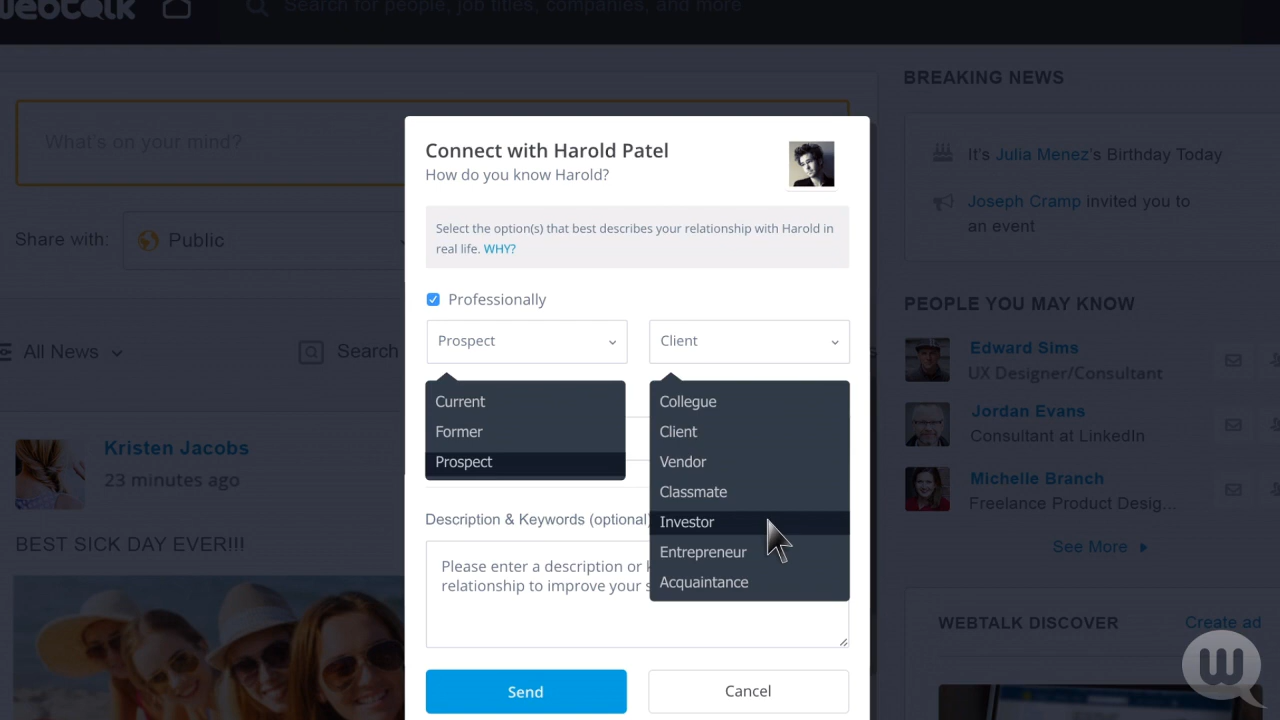 webtalk
Search for people, job titles, companies, and more
What's on your mind?
Share with:
Public
All News
Search
Kristen Jacobs
23 minutes ago
BEST SICK DAY EVER!!!
Connect with Harold Patel
How do you know Harold?
Select the option(s) that best describes your relationship with Harold in
real life. WHY?
Professionally
Prospect
Client
Current
Former
Prospect
Collegue
Client
Vendor
Classmate
Investor
Entrepreneur
Acquaintance
Description & Keywords (optional)
Please enter a description or
relationship to improve your
Send
Cancel
BREAKING NEWS
It's Julia Menez's Birthday Today
Joseph Cramp invited you to
an event
PEOPLE YOU MAY KNOW
Edward Sims
UX Designer/Consultant
Jordan Evans
Consultant at LinkedIn
Michelle Branch
Freelance Product Desig...
See More
WEBTALK DISCOVER
Create ad
W